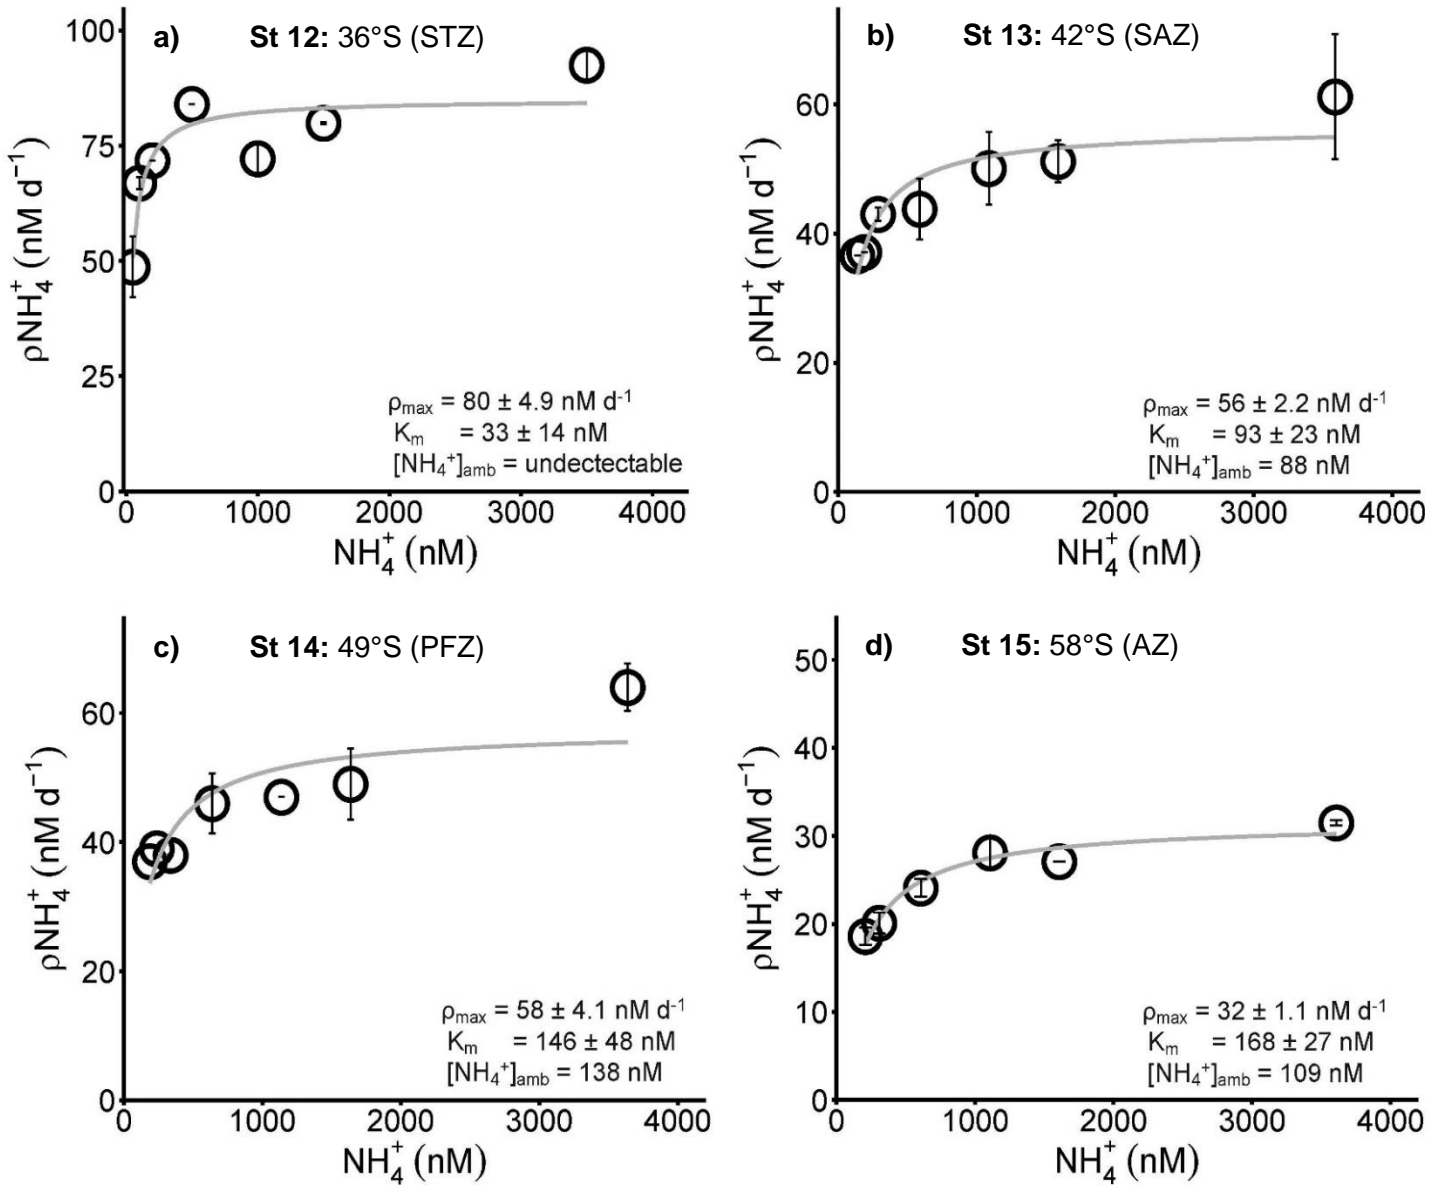 a) St 12: 36°S (STZ)
100
75
50
25
0
ρNH₄⁺ (nM d⁻¹)
ρmax = 80 ± 4.9 nM d⁻¹
Km = 33 ± 14 nM
[NH₄⁺]amb = undectectable
0 1000 2000 3000 4000
NH₄⁺ (nM)
b) St 13: 42°S (SAZ)
60
40
20
0
ρNH₄⁺ (nM d⁻¹)
ρmax = 56 ± 2.2 nM d⁻¹
Km = 93 ± 23 nM
[NH₄⁺]amb = 88 nM
0 1000 2000 3000 4000
NH₄⁺ (nM)
c) St 14: 49°S (PFZ)
60
40
20
0
ρNH₄⁺ (nM d⁻¹)
ρmax = 58 ± 4.1 nM d⁻¹
Km = 146 ± 48 nM
[NH₄⁺]amb = 138 nM
0 1000 2000 3000 4000
NH₄⁺ (nM)
d) St 15: 58°S (AZ)
50
40
30
20
10
0
ρNH₄⁺ (nM d⁻¹)
ρmax = 32 ± 1.1 nM d⁻¹
Km = 168 ± 27 nM
[NH₄⁺]amb = 109 nM
0 1000 2000 3000 4000
NH₄⁺ (nM)